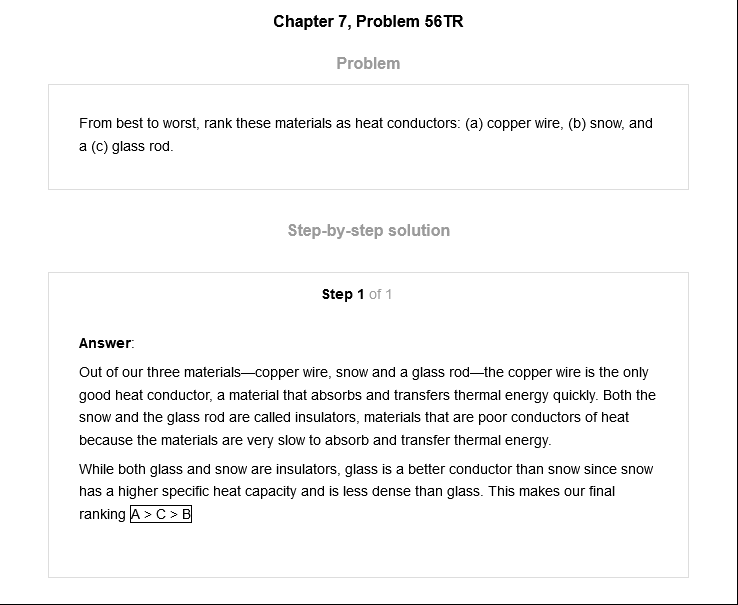 Chapter 7, Problem 56TR
Problem
From best to worst, rank these materials as heat conductors: (a) copper wire, (b) snow, and
a (c) glass rod.
Step-by-step solution
Step 1 of 1
Answer:
Out of our three materials—copper wire, snow and a glass rod—the copper wire is the only
good heat conductor, a material that absorbs and transfers thermal energy quickly. Both the
snow and the glass rod are called insulators, materials that are poor conductors of heat
because the materials are very slow to absorb and transfer thermal energy.
While both glass and snow are insulators, glass is a better conductor than snow since snow
has a higher specific heat capacity and is less dense than glass. This makes our final
ranking A > C > B